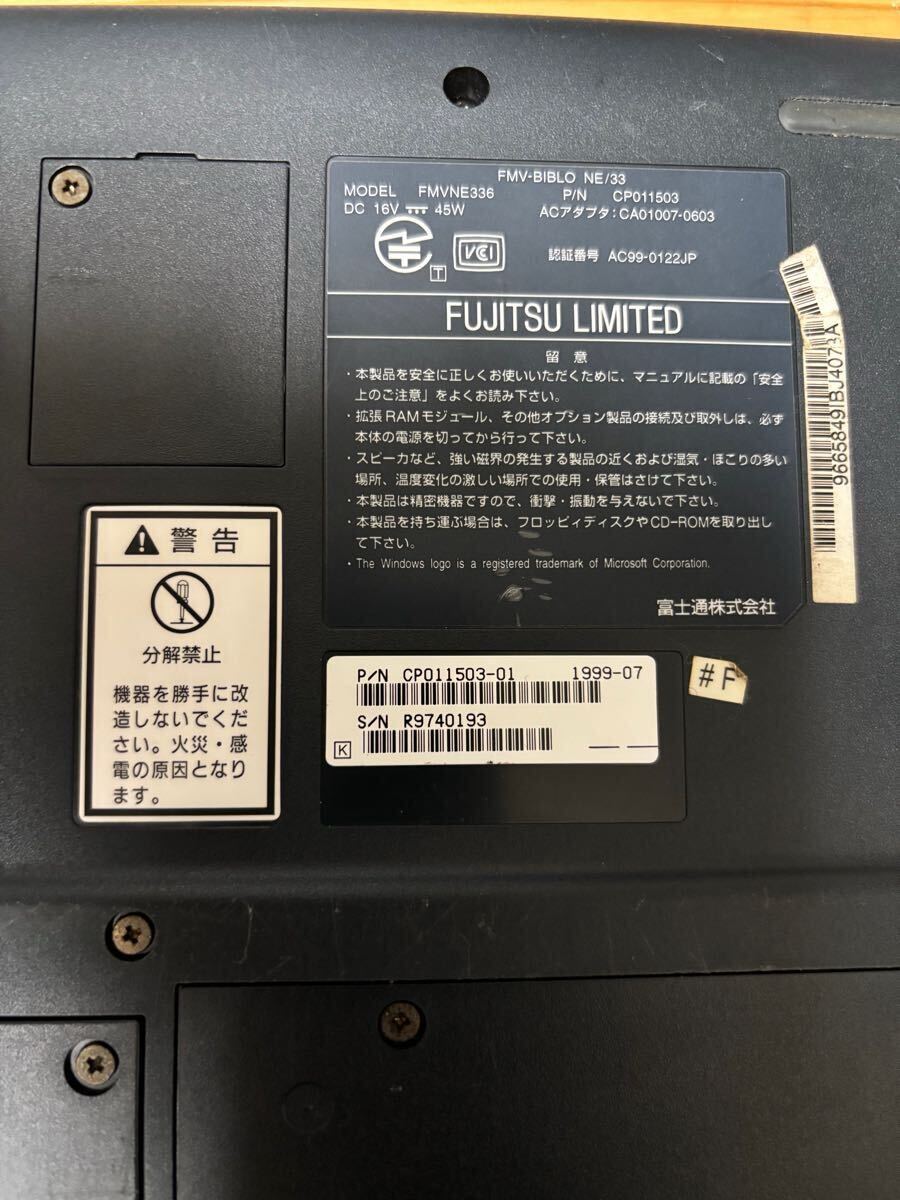 FMV-BIBLO NE/33
MODEL FMVNE336 P/N CP011503
DC 16V 45W ACアダプタ:CA01007-0603
T
VCI
認証番号 AC99-0122JP
FUJITSU LIMITED
留意
・本製品を安全に正しくお使いいただくために、マニュアルに記載の「安全
上のご注意」をよくお読み下さい。
・拡張RAMモジュール、その他オプション製品の接続及び取外しは、必ず
本体の電源を切ってから行って下さい。
・スピーカなど、強い磁界の発生する製品の近くおよび湿気・ほこりの多い
場所、温度変化の激しい場所での使用・保管はさけて下さい。
・本製品は精密機器ですので、衝撃・振動を与えないで下さい。
・本製品を持ち運ぶ場合は、フロッピィディスクやCD-ROMを取り出し
て下さい。
・The Windows logo is a registered trademark of Microsoft Corporation.
富士通株式会社
警告
分解禁止
機器を勝手に改
造しないでくだ
さい。火災・感
電の原因となり
ます。
P/N CP011503-01 1999-07
S/N R9740193
K
#F